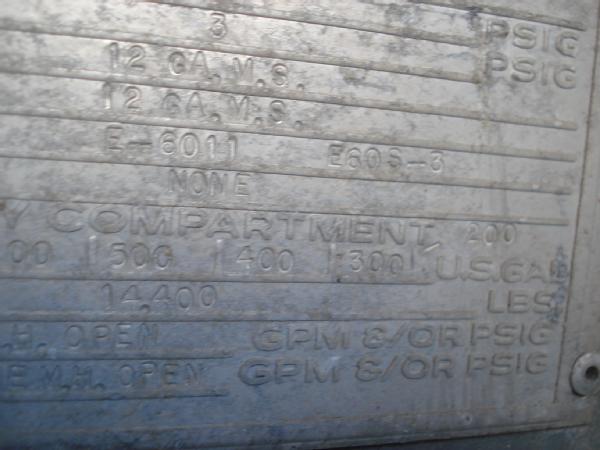 3 PSIG
12 GA. M.S. PSIG
12 GA. M.S.
E-6011 E60S-3
NONE
Y COMPARTMENT 200
00 500 400 300 U.S.GAL
14,400 LBS
.H. OPEN GPM &/OR PSIG
E M.H. OPEN GPM &/OR PSIG